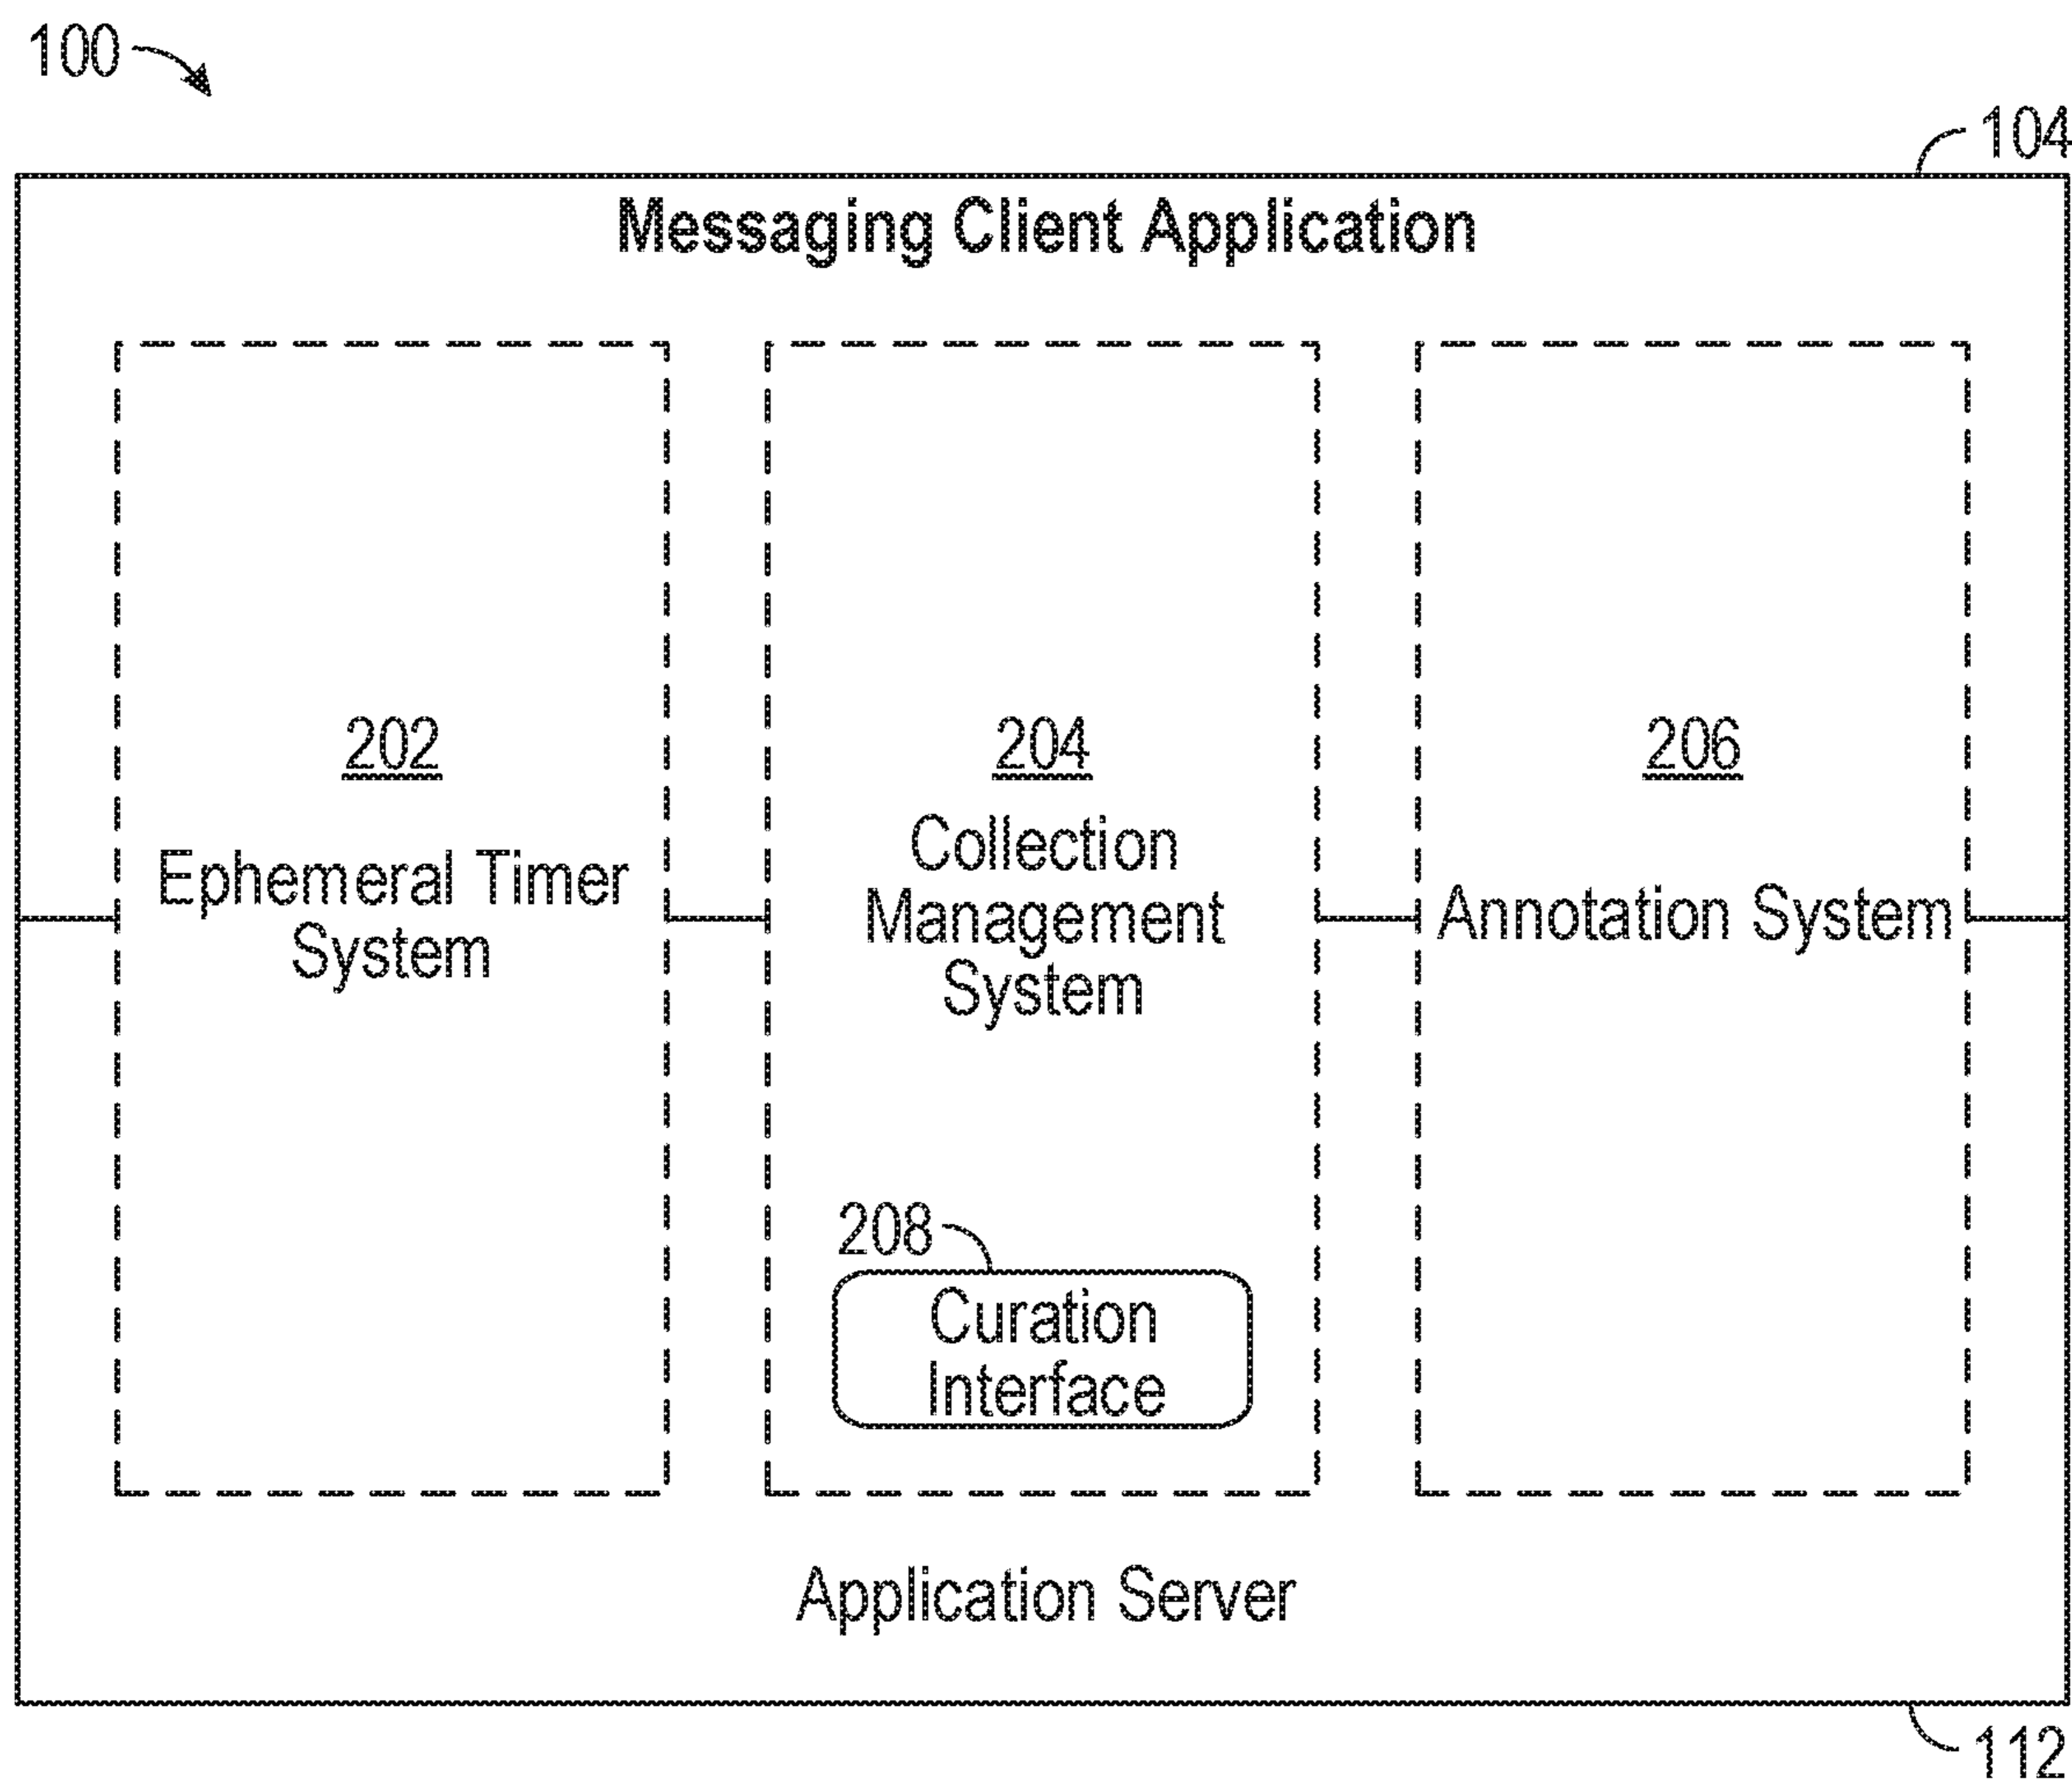 100
104
Messaging Client Application
202
Ephemeral Timer
System
204
Collection
Management
System
208
Curation
Interface
206
Annotation System
Application Server
112